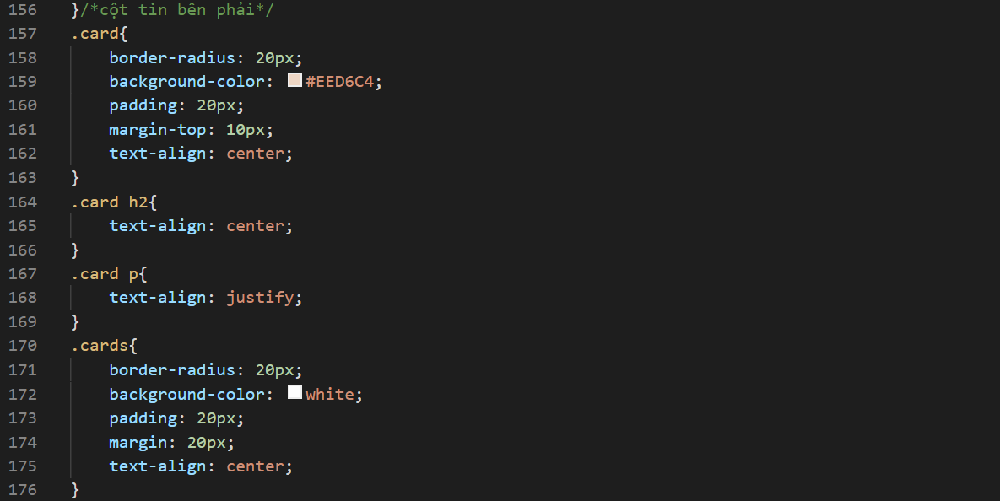 156 }/*cột tin bên phải*/
157 .card{
158     border-radius: 20px;
159     background-color: #EED6C4;
160     padding: 20px;
161     margin-top: 10px;
162     text-align: center;
163 }
164 .card h2{
165     text-align: center;
166 }
167 .card p{
168     text-align: justify;
169 }
170 .cards{
171     border-radius: 20px;
172     background-color: white;
173     padding: 20px;
174     margin: 20px;
175     text-align: center;
176 }